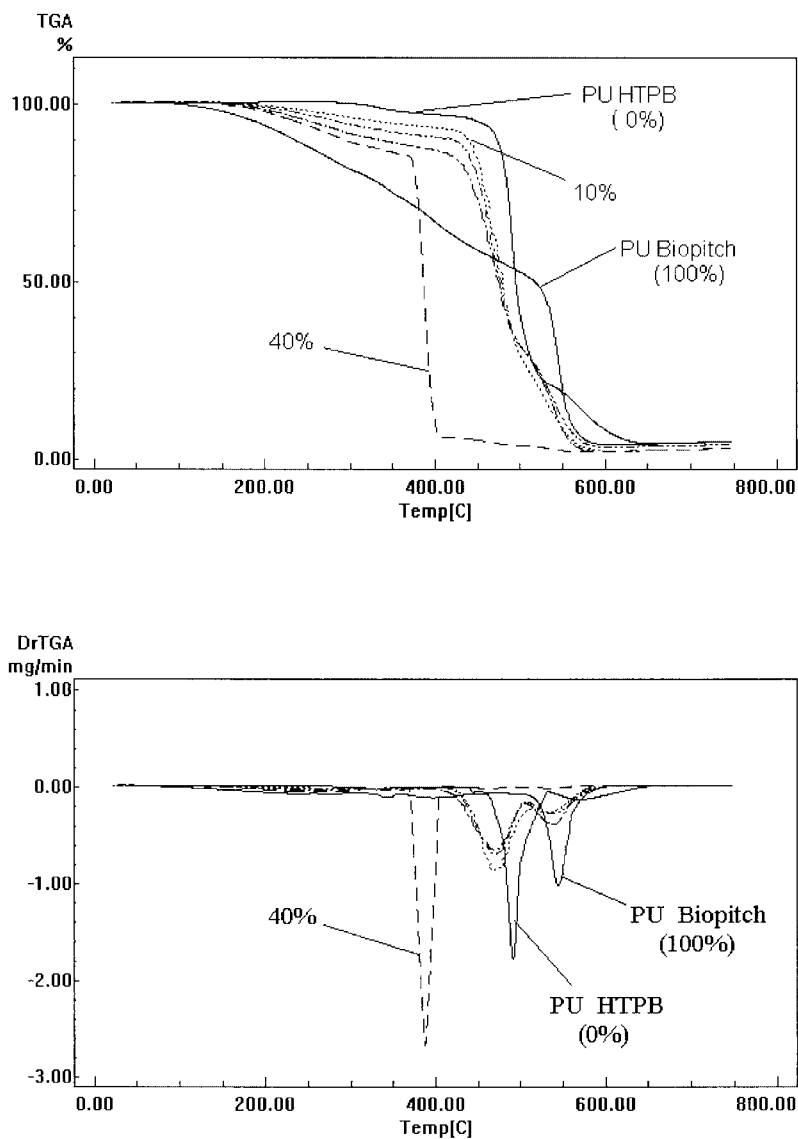 TGA
%
100.00
50.00
0.00
PU HTPB
( 0%)
10%
PU Biopitch
(100%)
40%
0.00 200.00 400.00 600.00 800.00
Temp[C]
DrTGA
mg/min
1.00
0.00
-1.00
-2.00
-3.00
40%
PU Biopitch
(100%)
PU HTPB
(0%)
0.00 200.00 400.00 600.00 800.00
Temp[C]